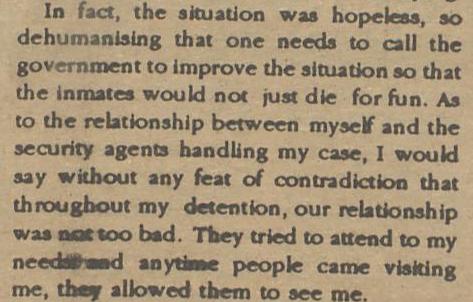 In fact, the situation was hopeless, so
dehumanising that one needs to call the
government to improve the situation so that
the inmates would not just die for fun. As
to the relationship between myself and the
security agents handling my case, I would
say without any feat of contradiction that
throughout my detention, our relationship
was not too bad. They tried to attend to my
needs and anytime people came visiting
me, they allowed them to see me.